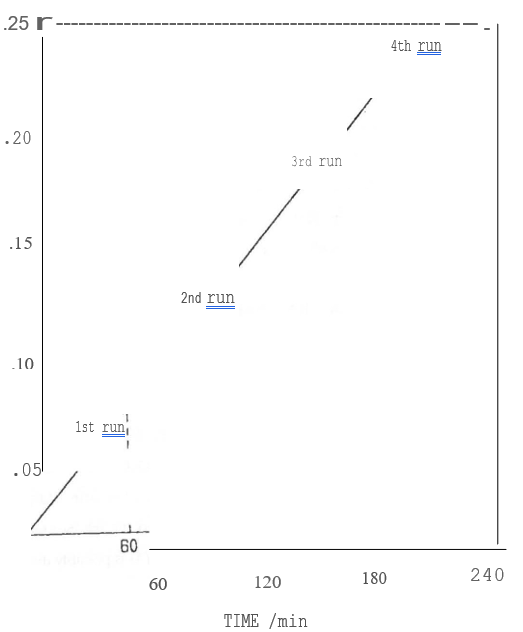 .25
4th run
.20
3rd run
.15
2nd run
.10
1st run
.05
60
60 120 180 240
TIME /min